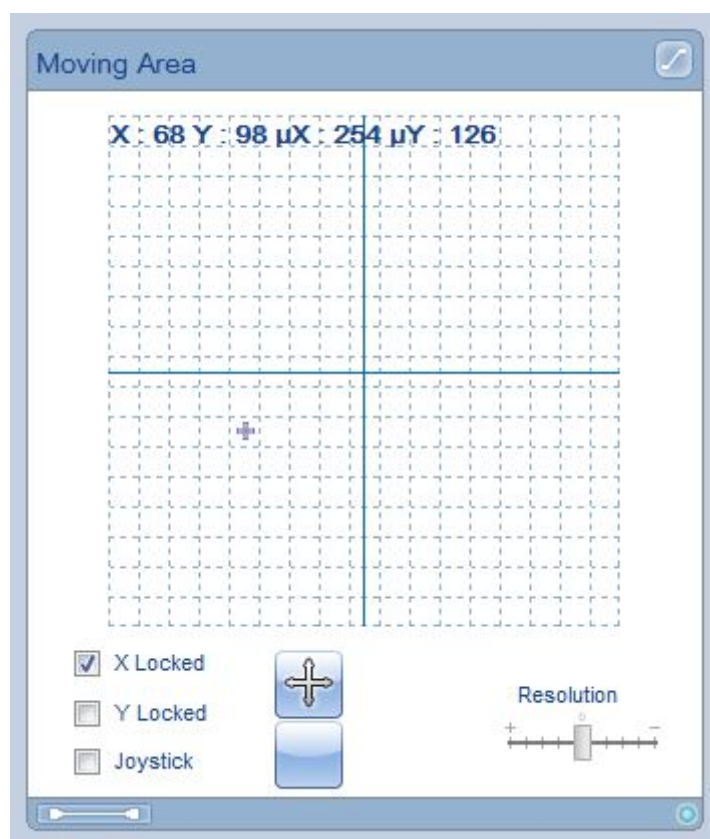 Moving Area
X : 68 Y : 98 µX : 254 µY : 126
X Locked
Y Locked
Joystick
Resolution
+ 0 −